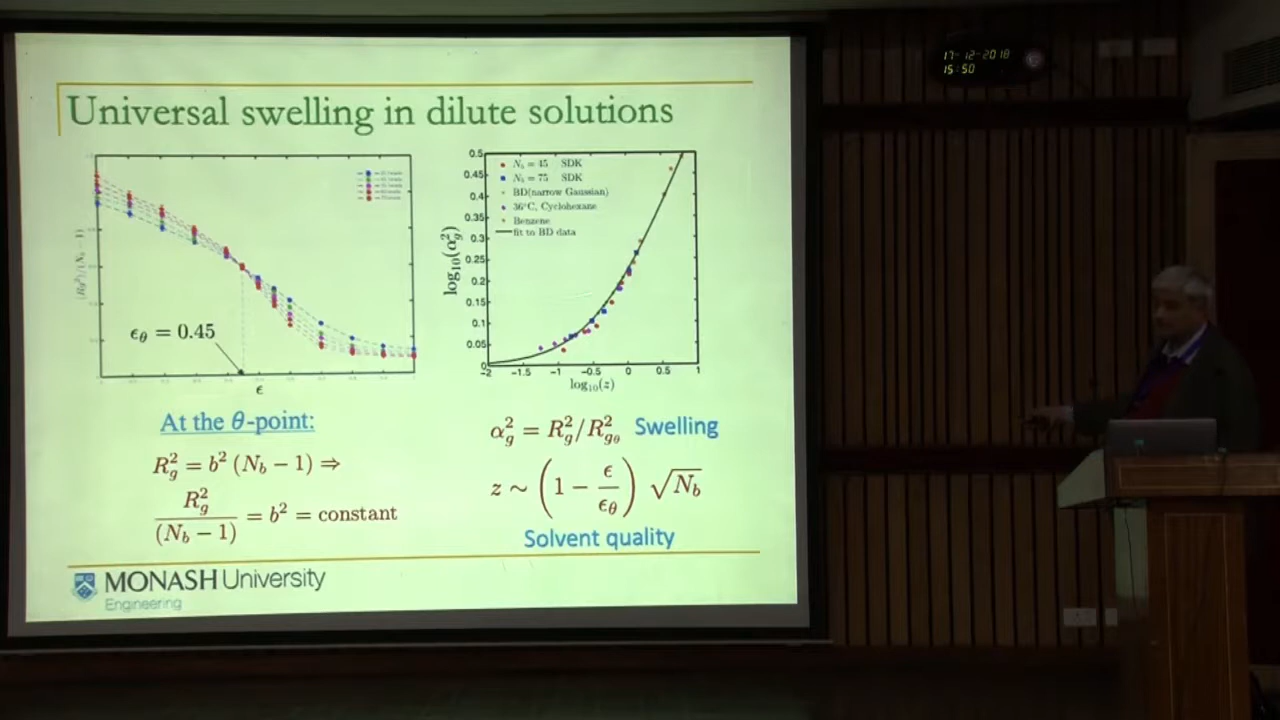 17-12-2018
15:50
Universal swelling in dilute solutions
ϵ_θ = 0.45
ϵ
0.5
0.45
0.4
0.35
0.3
0.25
0.2
0.15
0.1
0.05
0
-2 -1.5 -1 -0.5 0 0.5 1
log₁₀(α_g²)
log₁₀(z)
N_b = 45 SDK
N_b = 75 SDK
BD(narrow Gaussian)
36°C, Cyclohexane
Benzene
fit to BD data
At the θ-point:
R_g² = b² (N_b − 1) ⇒
R_g² / (N_b − 1) = b² = constant
α_g² = R_g²/R_gθ² Swelling
z ∼ (1 − ϵ/ϵ_θ) √N_b
Solvent quality
MONASH University
Engineering